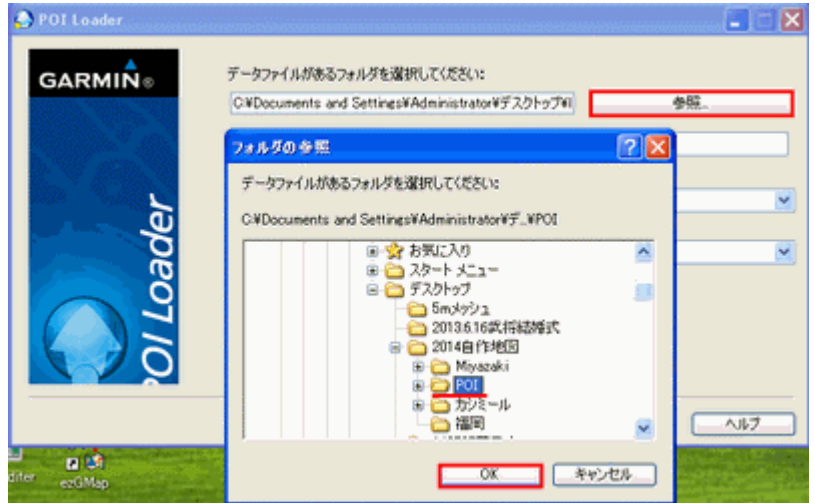 POI Loader
GARMIN®
POI Loader
データファイルがあるフォルダを選択してください:
C:¥Documents and Settings¥Administrator¥デスクトップ¥
参照...
フォルダの参照
データファイルがあるフォルダを選択してください:
C:¥Documents and Settings¥Administrator¥デ...¥POI
お気に入り
スタート メニュー
デスクトップ
5mメッシュ
2013.6.16武将結婚式
2014自作地図
Miyazaki
POI
カシミール
福岡
OK
キャンセル
ヘルプ
diter
ezGMap